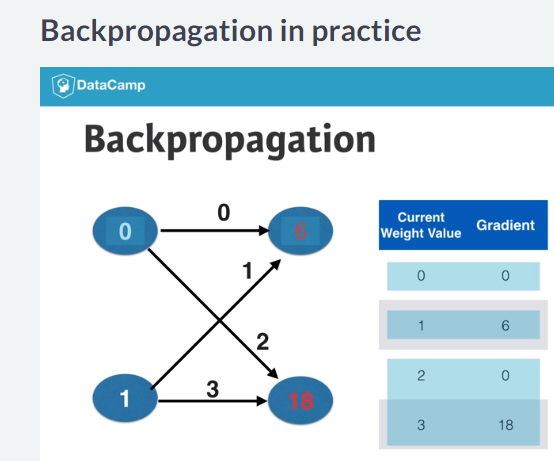 Backpropagation in practice
DataCamp
Backpropagation
0
0
6
1
2
1
3
18
Current
Weight Value
Gradient
0 0
1 6
2 0
3 18